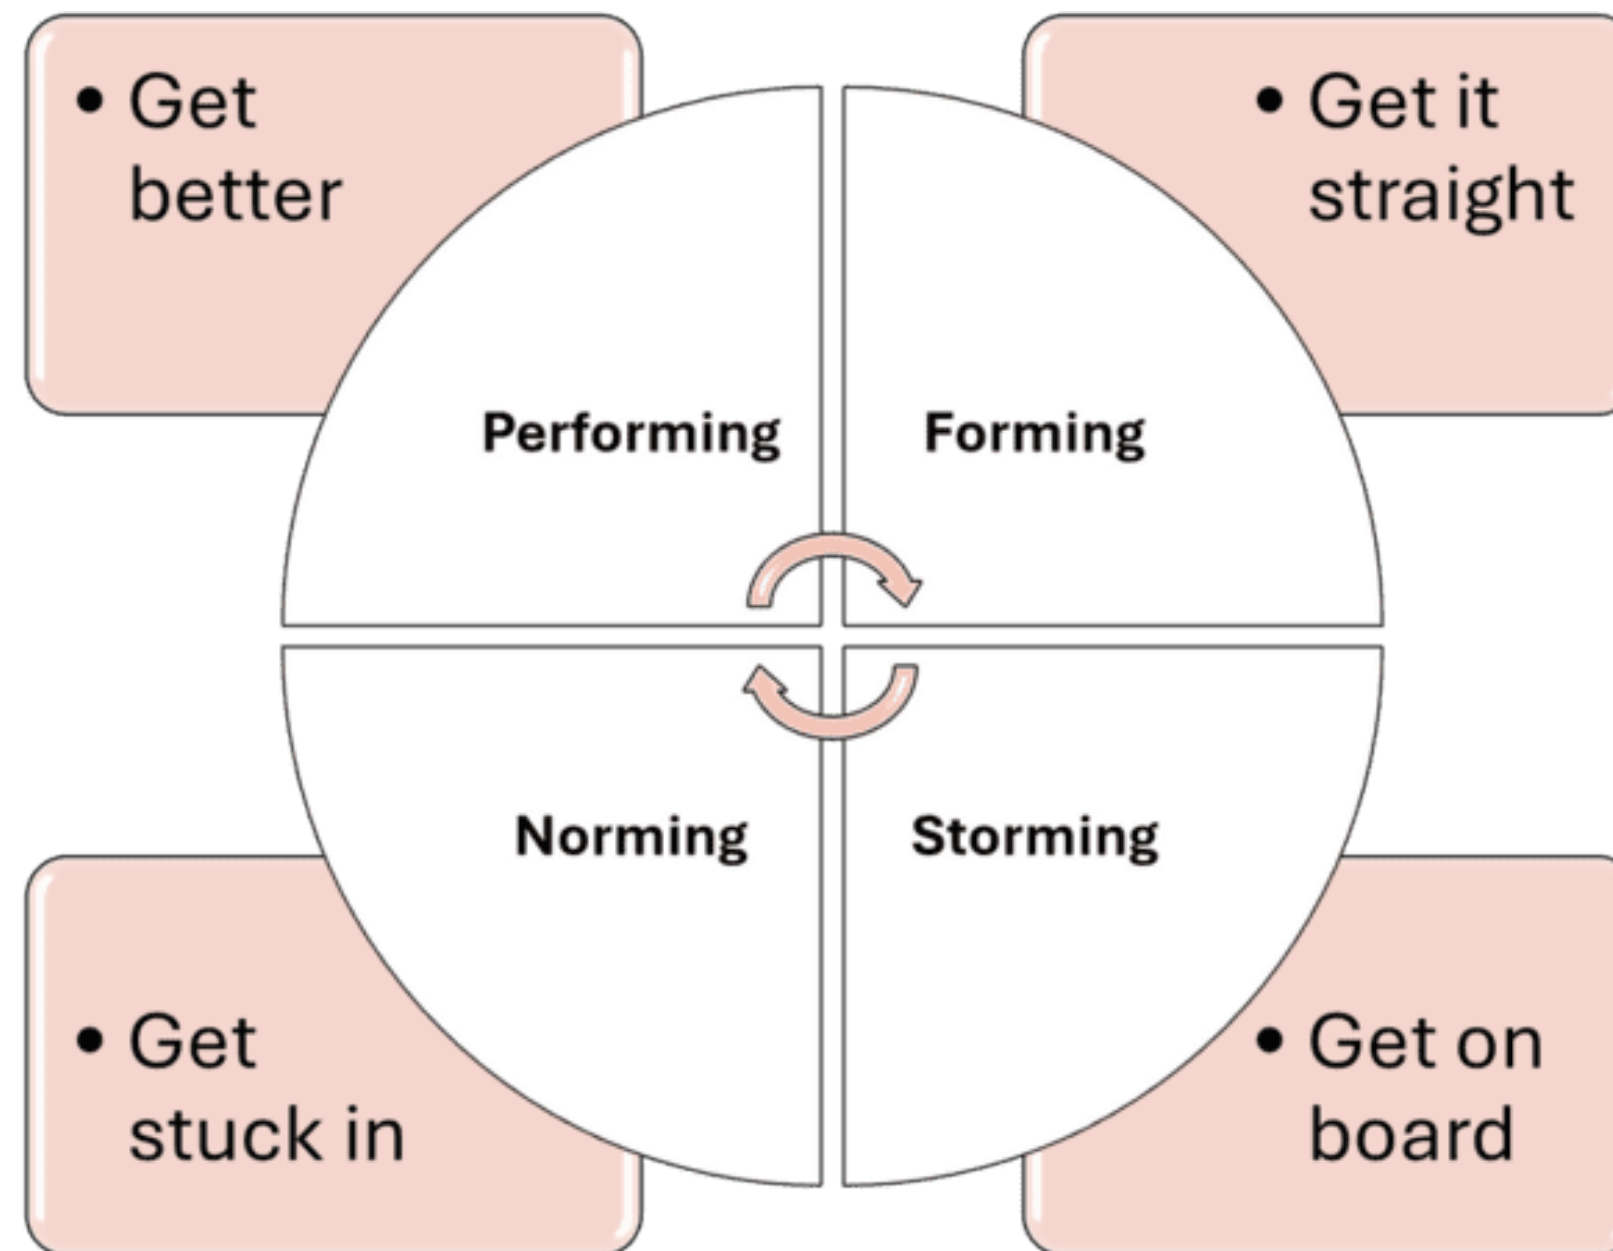 • Get
better
• Get it
straight
Performing
Forming
Norming
Storming
• Get
stuck in
• Get on
board